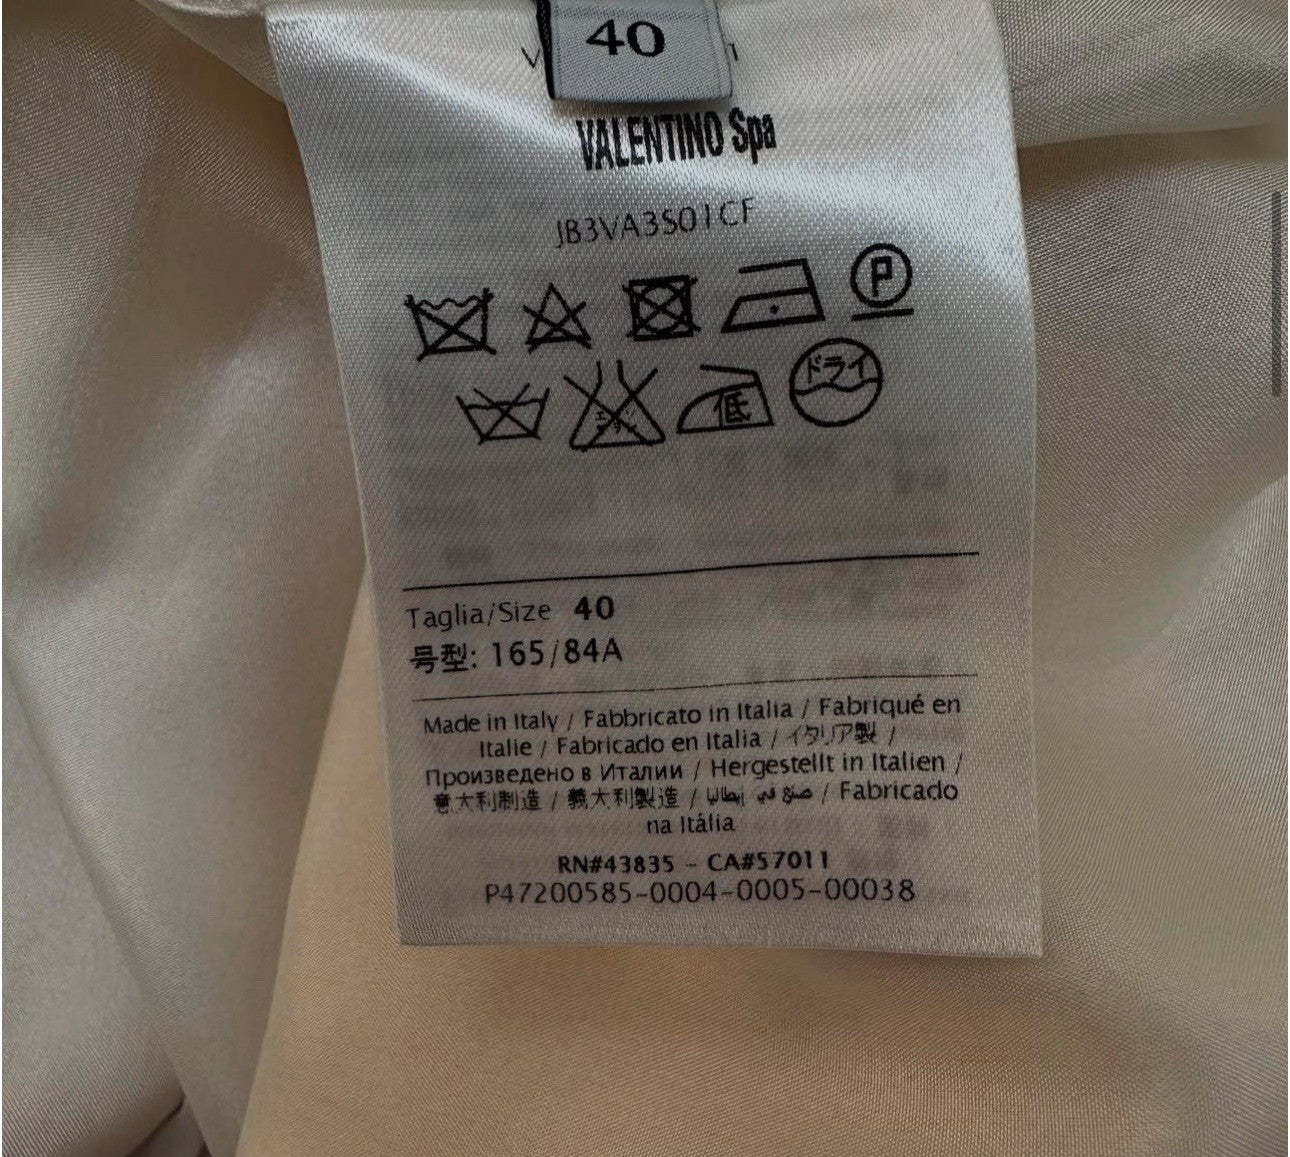 40
VALENTINO Spa
JB3VA3S01CF
P
エンソ
低
ドライ
Taglia/Size 40
号型: 165/84A
Made in Italy / Fabbricato in Italia / Fabriqué en
Italie / Fabricado en Italia / イタリア製 /
Произведено в Италии / Hergestellt in Italien /
意大利制造 / 義大利製造 / صنع في إيطاليا / Fabricado
na Itália
RN#43835 - CA#57011
P47200585-0004-0005-00038